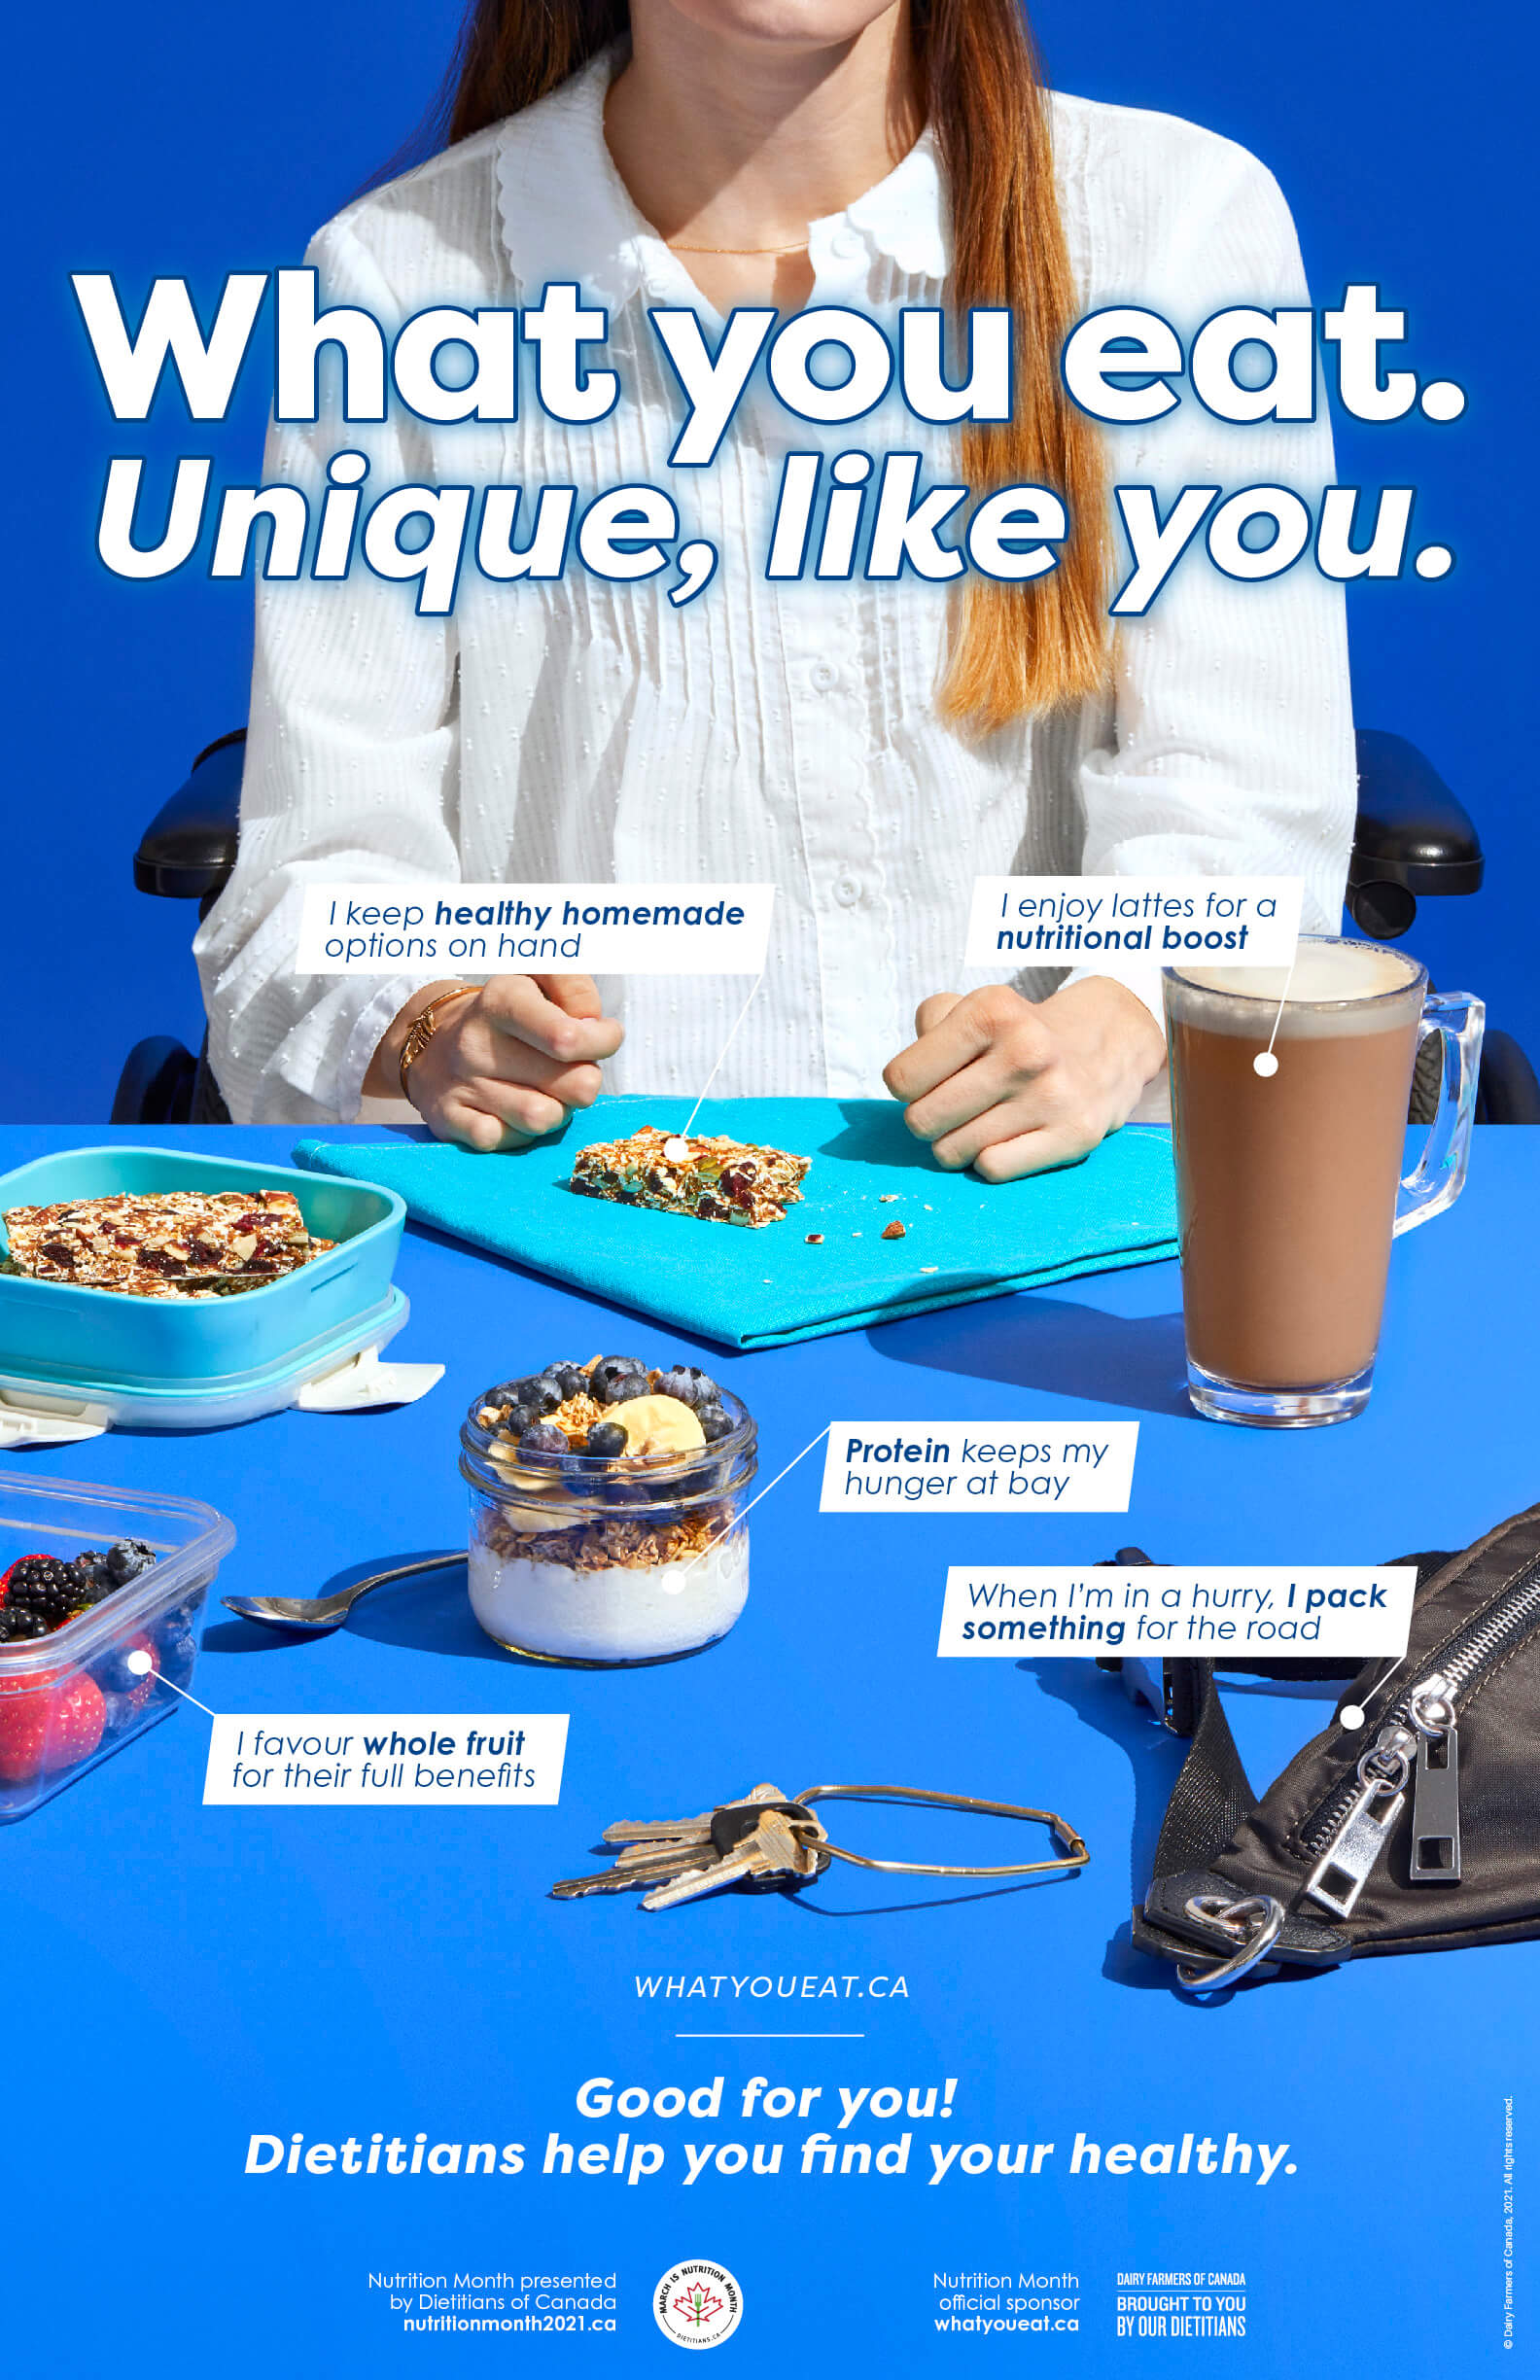 What you eat.
Unique, like you.
I keep healthy homemade
options on hand
I enjoy lattes for a
nutritional boost
Protein keeps my
hunger at bay
When I'm in a hurry, I pack
something for the road
I favour whole fruit
for their full benefits
WHATYOUEAT.CA
Good for you!
Dietitians help you find your healthy.
Nutrition Month presented
by Dietitians of Canada
nutritionmonth2021.ca
MARCH IS NUTRITION MONTH
DIETITIANS.CA
Nutrition Month
official sponsor
whatyoueat.ca
DAIRY FARMERS OF CANADA
BROUGHT TO YOU
BY OUR DIETITIANS
© Dairy Farmers of Canada, 2021. All rights reserved.